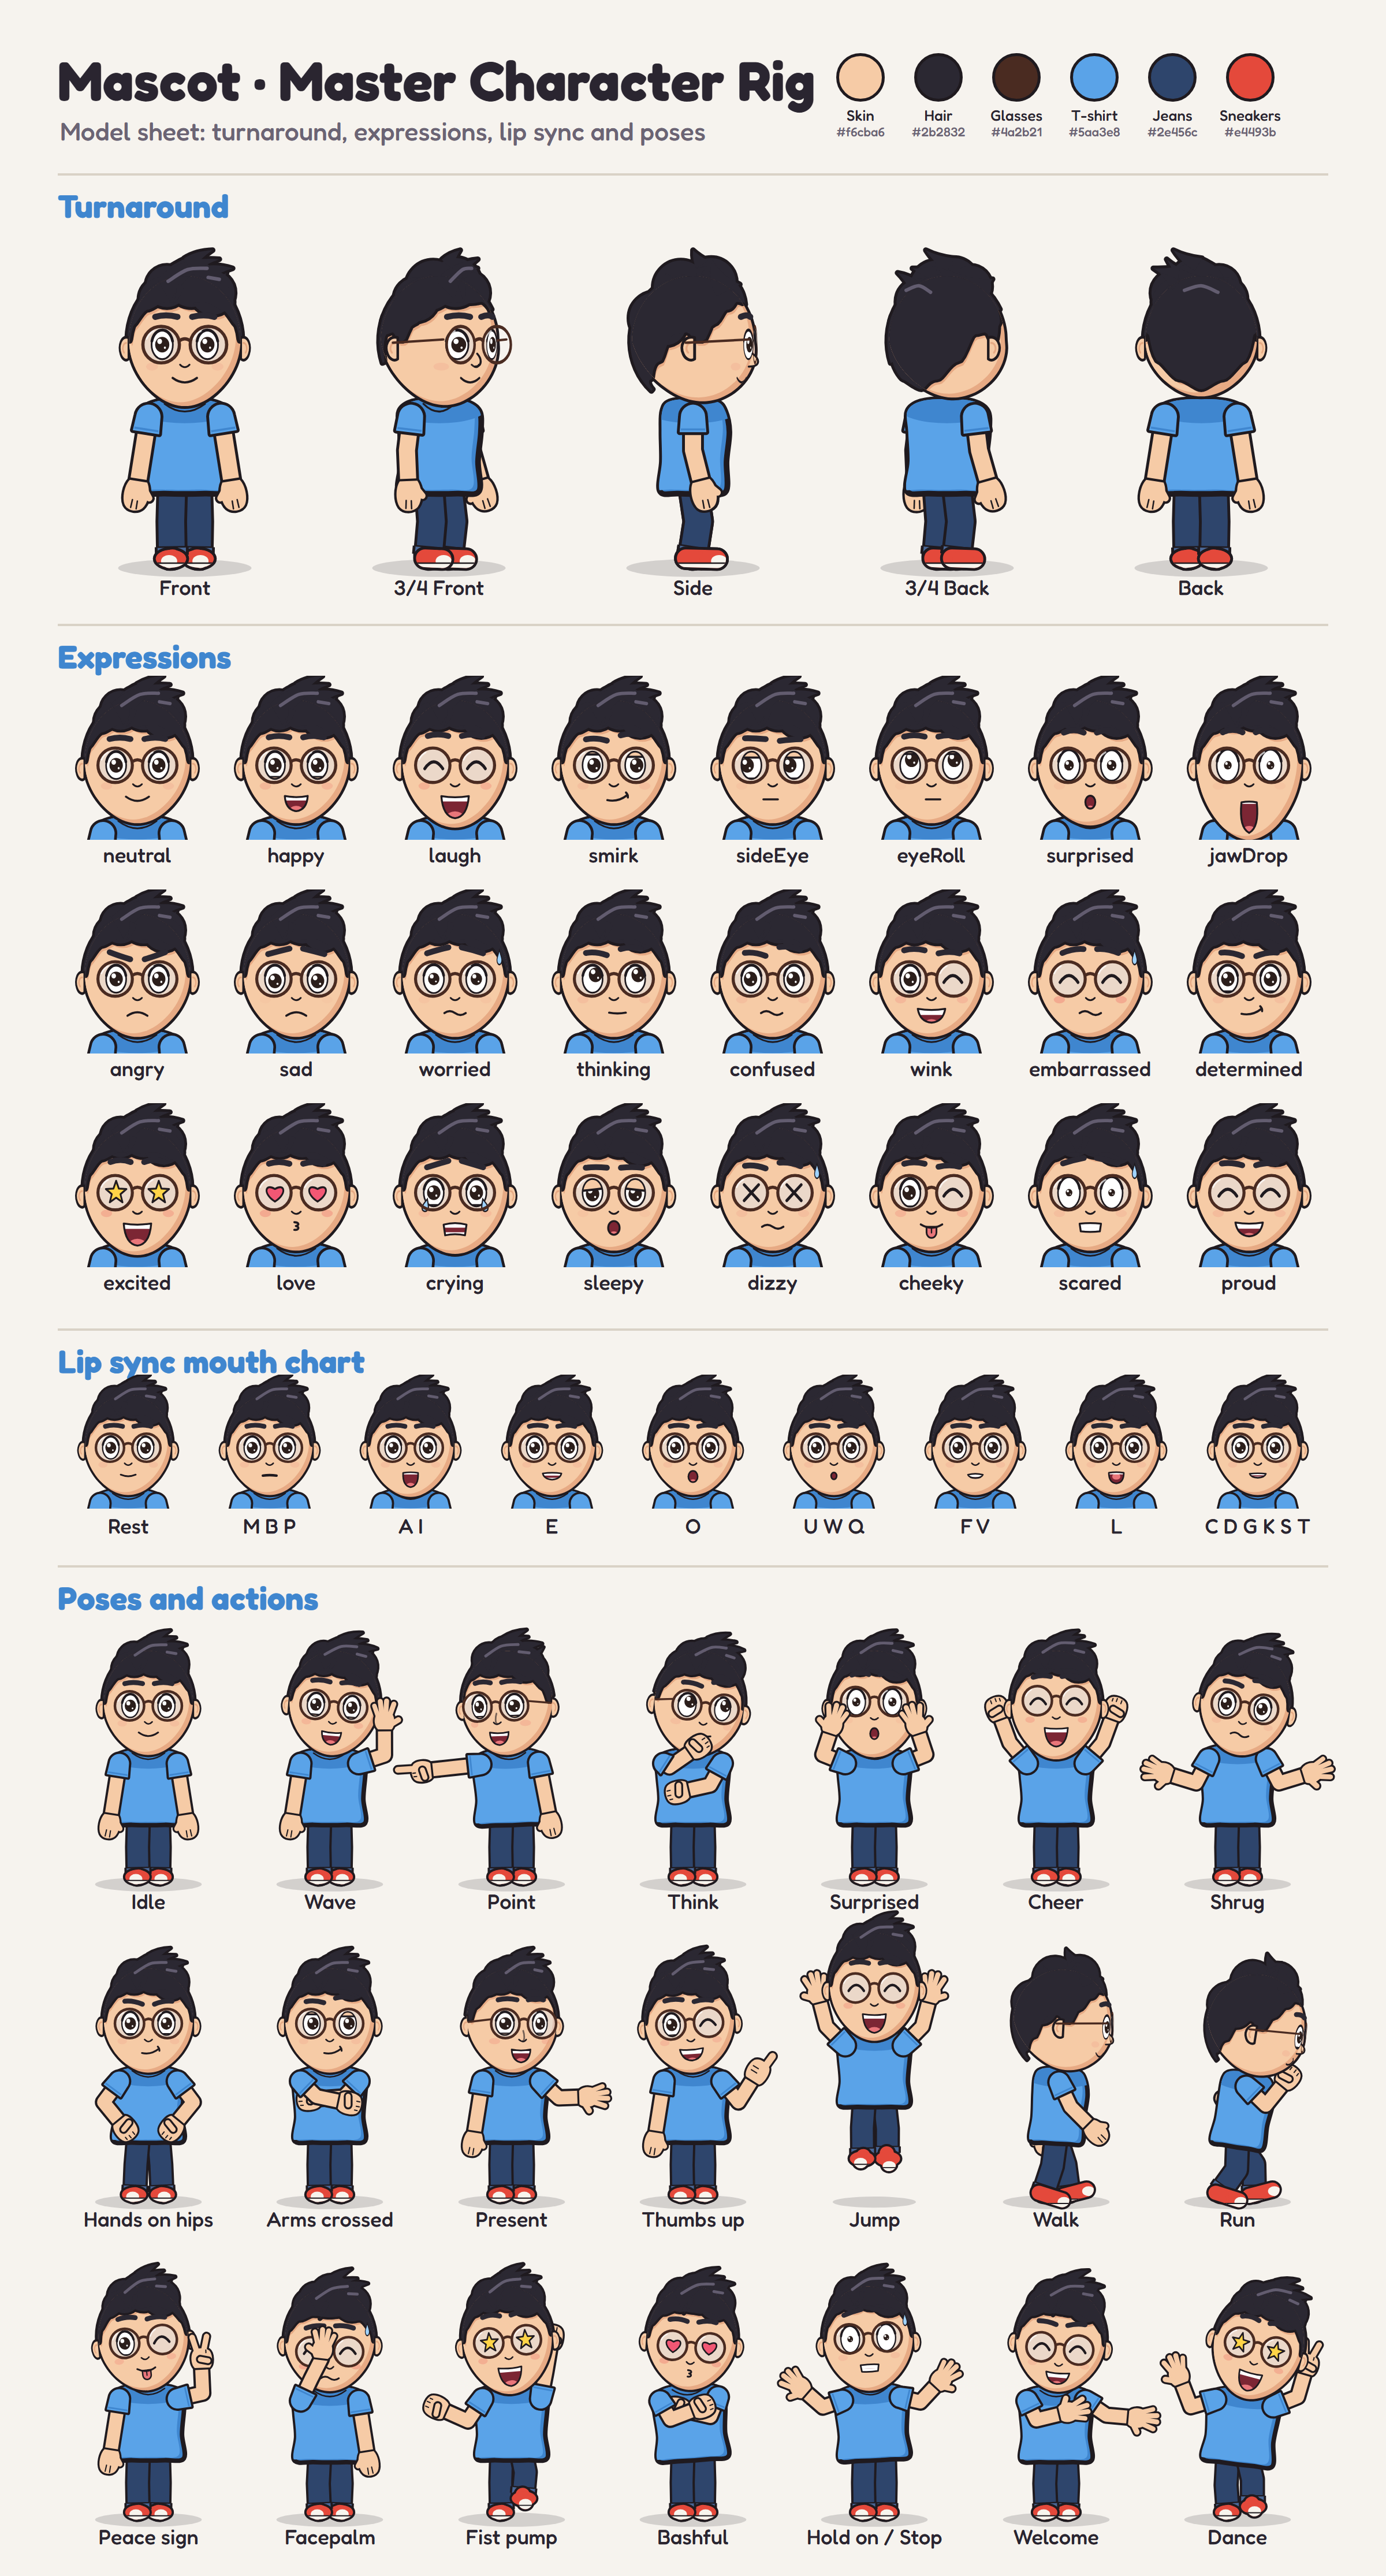 Mascot · Master Character Rig
Model sheet: turnaround, expressions, lip sync and poses
Skin Hair Glasses T-shirt Jeans Sneakers
#f6cba6 #2b2832 #4a2b21 #5aa3e8 #2e456c #e4493b
Turnaround
Front 3/4 Front Side 3/4 Back Back
Expressions
neutral happy laugh smirk sideEye eyeRoll surprised jawDrop
angry sad worried thinking confused wink embarrassed determined
excited love crying sleepy dizzy cheeky scared proud
Lip sync mouth chart
Rest M B P A I E O U W Q F V L C D G K S T
Poses and actions
Idle Wave Point Think Surprised Cheer Shrug
Hands on hips Arms crossed Present Thumbs up Jump Walk Run
Peace sign Facepalm Fist pump Bashful Hold on / Stop Welcome Dance